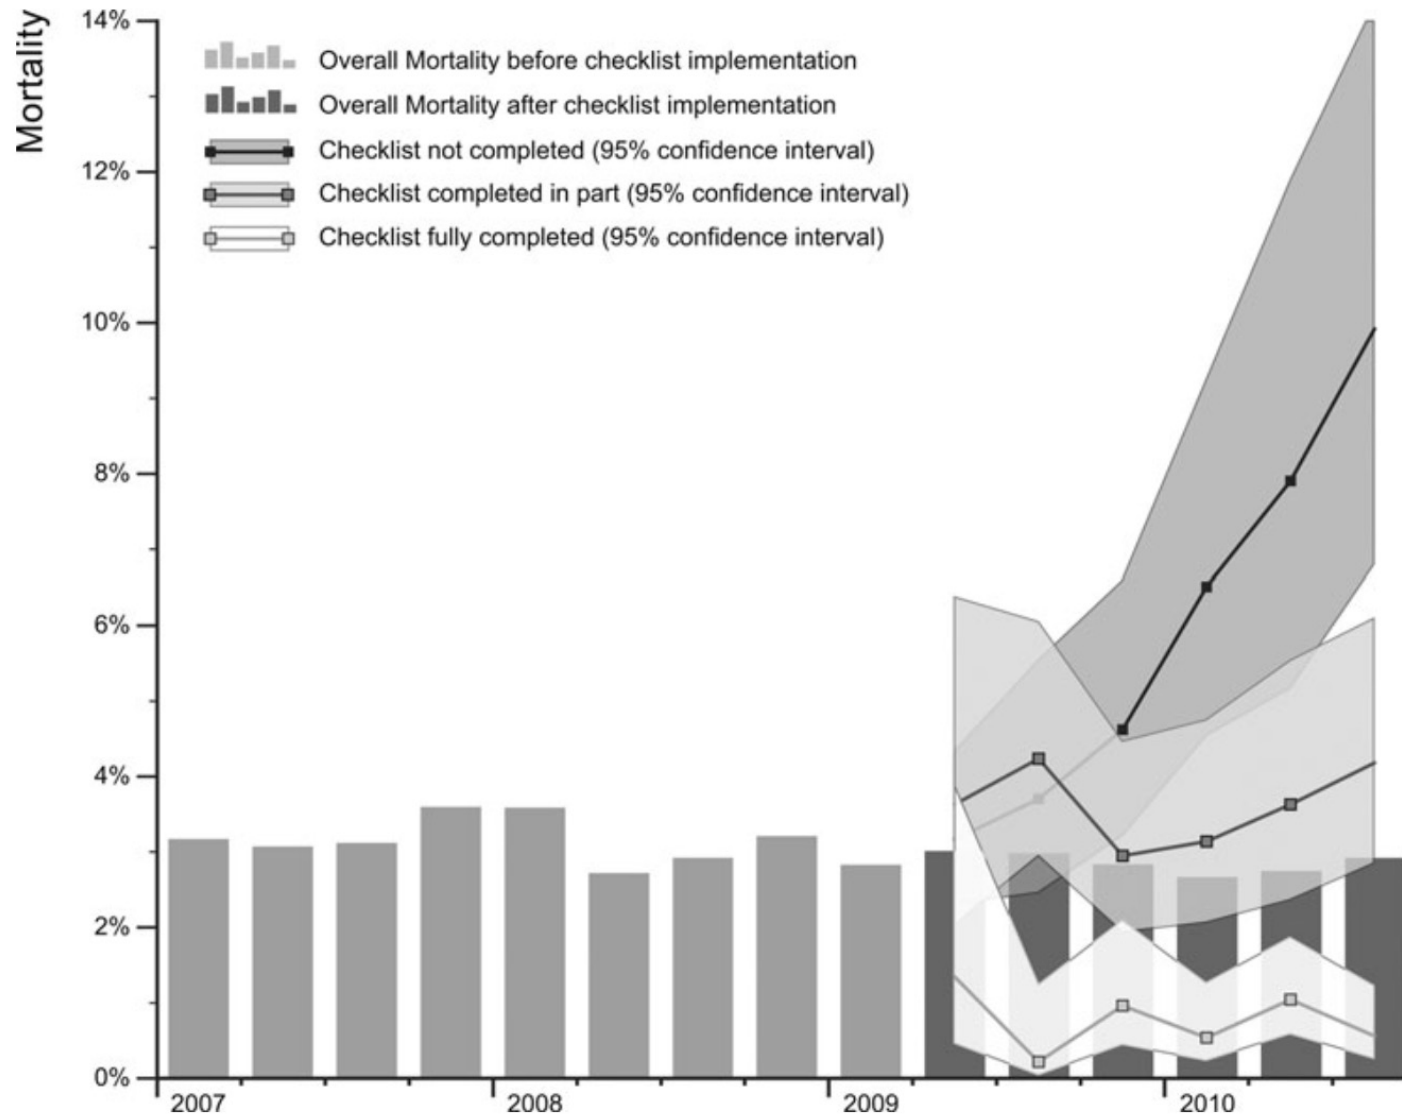 Mortality
14%
12%
10%
8%
6%
4%
2%
0%
Overall Mortality before checklist implementation
Overall Mortality after checklist implementation
Checklist not completed (95% confidence interval)
Checklist completed in part (95% confidence interval)
Checklist fully completed (95% confidence interval)
2007 2008 2009 2010